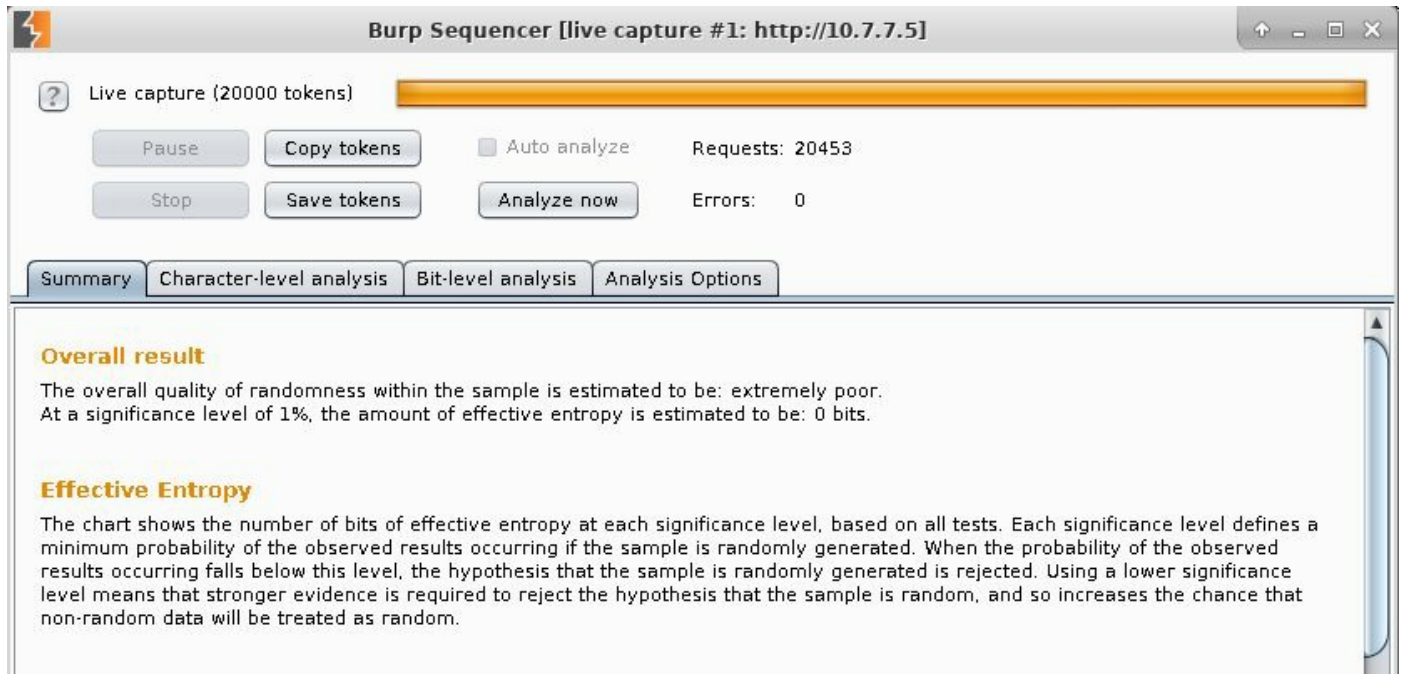 Burp Sequencer [live capture #1: http://10.7.7.5]
? Live capture (20000 tokens)
Pause Copy tokens Auto analyze Requests: 20453
Stop Save tokens Analyze now Errors: 0
Summary Character-level analysis Bit-level analysis Analysis Options
Overall result
The overall quality of randomness within the sample is estimated to be: extremely poor.
At a significance level of 1%, the amount of effective entropy is estimated to be: 0 bits.
Effective Entropy
The chart shows the number of bits of effective entropy at each significance level, based on all tests. Each significance level defines a
minimum probability of the observed results occurring if the sample is randomly generated. When the probability of the observed
results occurring falls below this level, the hypothesis that the sample is randomly generated is rejected. Using a lower significance
level means that stronger evidence is required to reject the hypothesis that the sample is random, and so increases the chance that
non-random data will be treated as random.